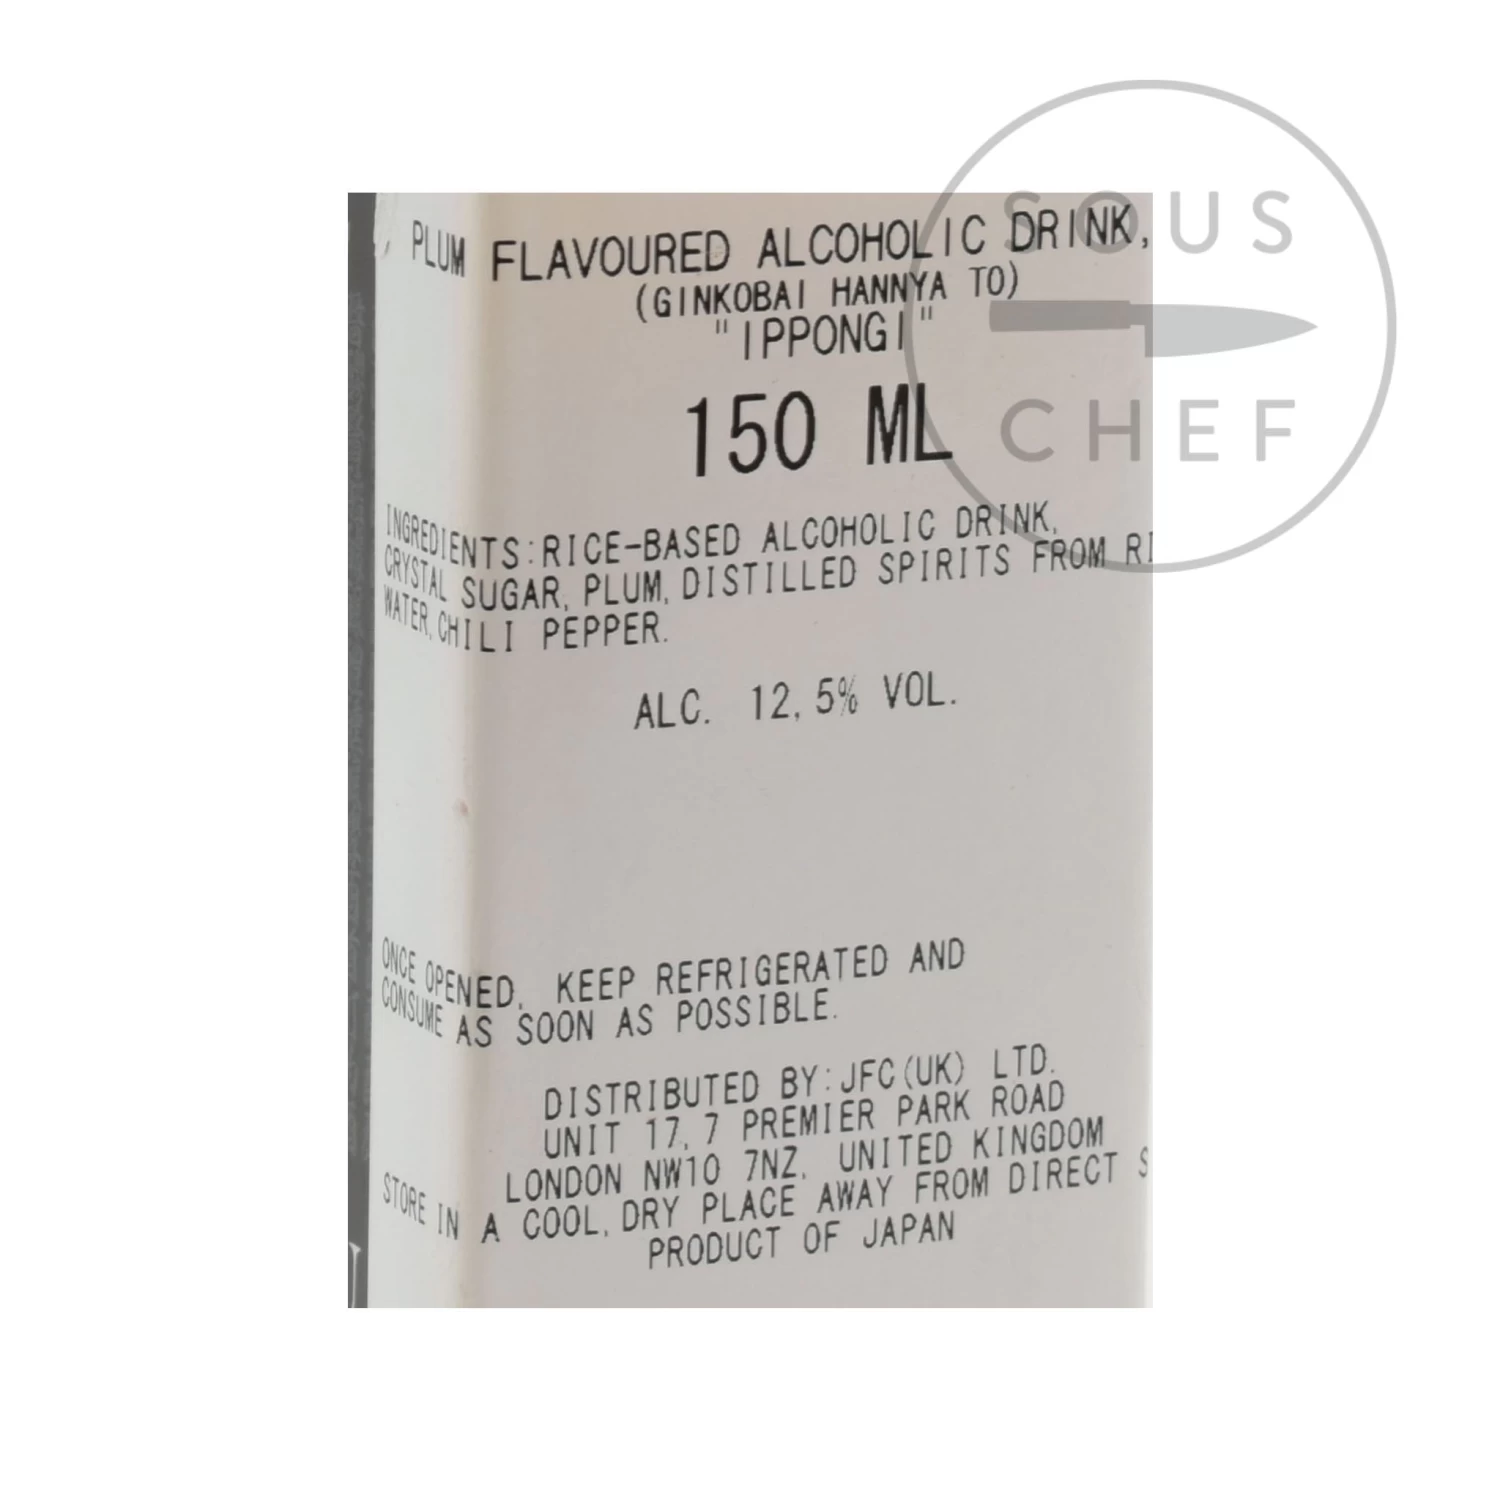 SOUS
CHEF
PLUM FLAVOURED ALCOHOLIC DRINK,
(GINKOBAI HANNYA TO)
"IPPONGI"
150 ML
INGREDIENTS:RICE-BASED ALCOHOLIC DRINK,
CRYSTAL SUGAR, PLUM, DISTILLED SPIRITS FROM
WATER, CHILI PEPPER.
ALC. 12,5% VOL.
ONCE OPENED, KEEP REFRIGERATED AND
CONSUME AS SOON AS POSSIBLE.
DISTRIBUTED BY:JFC(UK) LTD.
UNIT 17, 7 PREMIER PARK ROAD
LONDON NW10 7NZ, UNITED KINGDOM
STORE IN A COOL, DRY PLACE AWAY FROM DIRECT
PRODUCT OF JAPAN